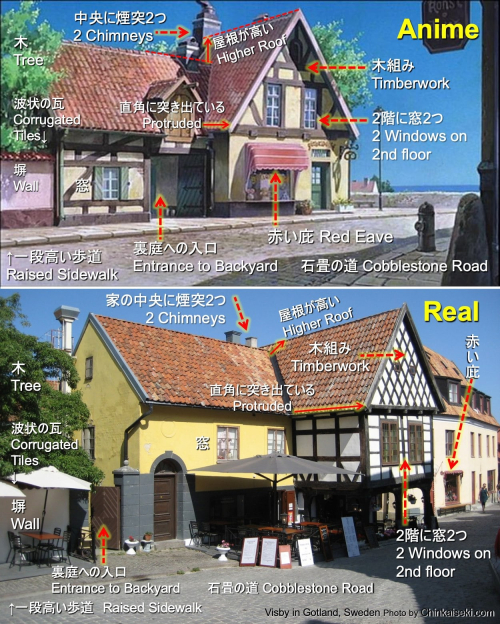 中央に煙突2つ
2 Chimneys
屋根が高い
Higher Roof
Anime
木
Tree
木組み
Timberwork
波状の瓦
Corrugated
Tiles↓
直角に突き出ている
Protruded
2階に窓2つ
2 Windows on
2nd floor
塀
Wall
窓
↑一段高い歩道
Raised Sidewalk
裏庭への入口
Entrance to Backyard
赤い庇 Red Eave
石畳の道 Cobblestone Road
家の中央に煙突2つ
2 Chimneys
屋根が高い
Higher Roof
Real
木
Tree
木組み
Timberwork
赤い庇
直角に突き出ている
Protruded
波状の瓦
Corrugated
Tiles
↓
窓
塀
Wall
2階に窓2つ
2 Windows on
2nd floor
裏庭への入口
Entrance to Backyard
石畳の道 Cobblestone Road
↑一段高い歩道 Raised Sidewalk
Visby in Gotland, Sweden Photo by Chinkaiseki.com